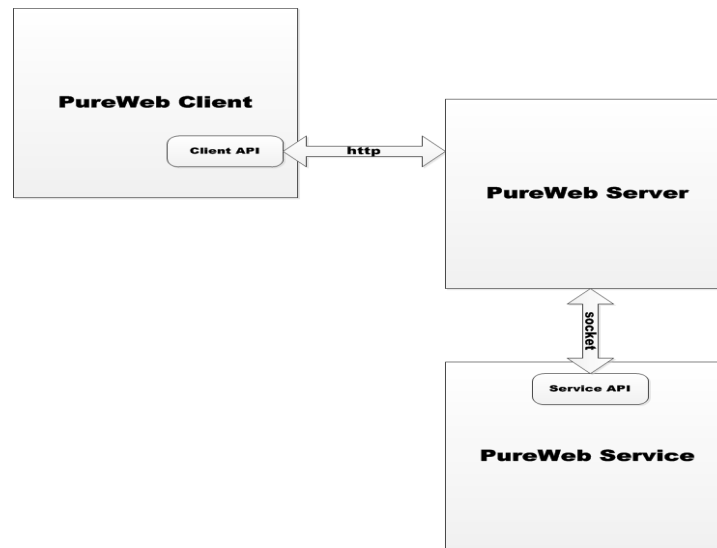 PureWeb Client
Client API
http
PureWeb Server
socket
Service API
PureWeb Service